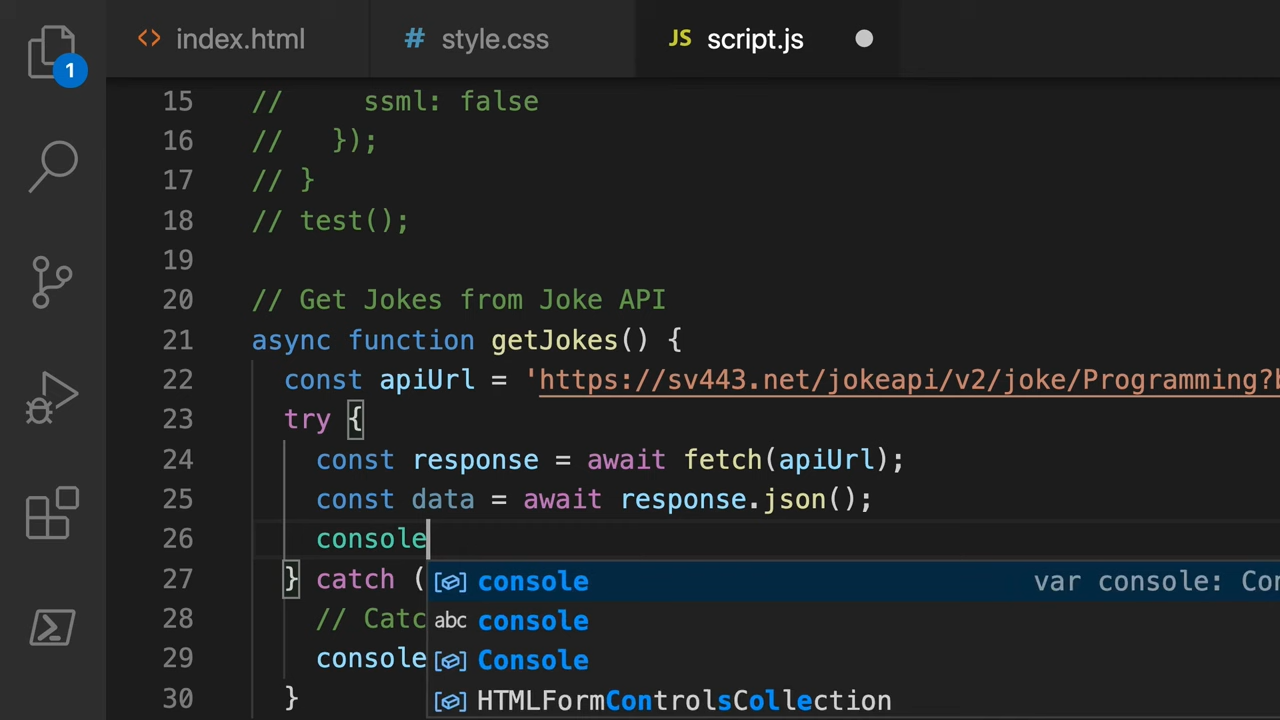 <> index.html # style.css JS script.js
1
15 // ssml: false
16 // });
17 // }
18 // test();
19
20 // Get Jokes from Joke API
21 async function getJokes() {
22 const apiUrl = 'https://sv443.net/jokeapi/v2/joke/Programming?
23 try {
24 const response = await fetch(apiUrl);
25 const data = await response.json();
26 console
27 } catch (
console var console: Co
28 // Catc
abc console
29 console
Console
30 }
HTMLFormControlsCollection